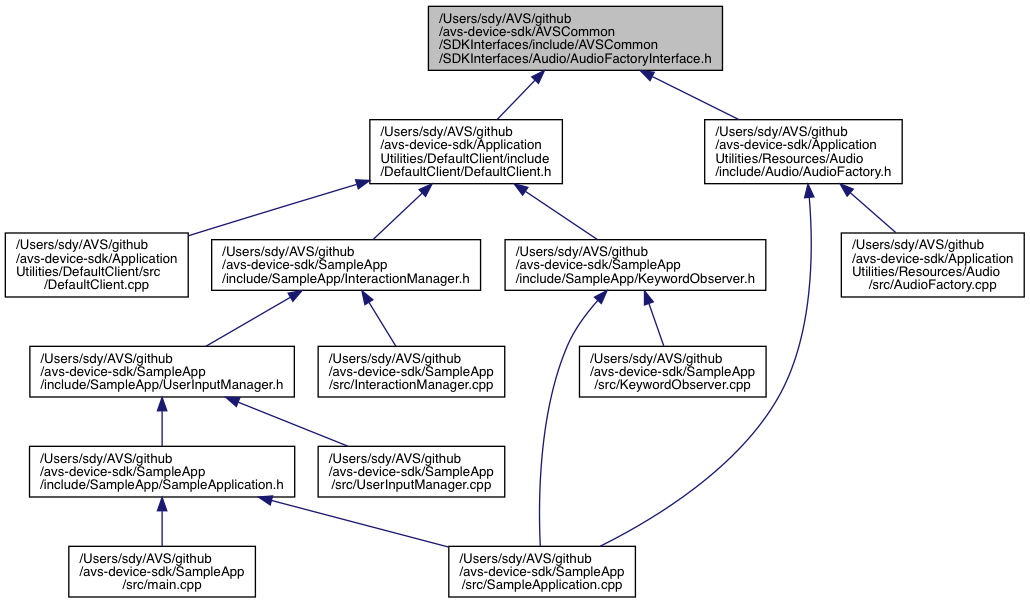 /Users/sdy/AVS/github
/avs-device-sdk/AVSCommon
/SDKInterfaces/include/AVSCommon
/SDKInterfaces/Audio/AudioFactoryInterface.h
/Users/sdy/AVS/github
/avs-device-sdk/Application
Utilities/DefaultClient/include
/DefaultClient/DefaultClient.h
/Users/sdy/AVS/github
/avs-device-sdk/Application
Utilities/Resources/Audio
/include/Audio/AudioFactory.h
/Users/sdy/AVS/github
/avs-device-sdk/Application
Utilities/DefaultClient/src
/DefaultClient.cpp
/Users/sdy/AVS/github
/avs-device-sdk/SampleApp
/include/SampleApp/InteractionManager.h
/Users/sdy/AVS/github
/avs-device-sdk/SampleApp
/include/SampleApp/KeywordObserver.h
/Users/sdy/AVS/github
/avs-device-sdk/Application
Utilities/Resources/Audio
/src/AudioFactory.cpp
/Users/sdy/AVS/github
/avs-device-sdk/SampleApp
/include/SampleApp/UserInputManager.h
/Users/sdy/AVS/github
/avs-device-sdk/SampleApp
/src/InteractionManager.cpp
/Users/sdy/AVS/github
/avs-device-sdk/SampleApp
/src/KeywordObserver.cpp
/Users/sdy/AVS/github
/avs-device-sdk/SampleApp
/include/SampleApp/SampleApplication.h
/Users/sdy/AVS/github
/avs-device-sdk/SampleApp
/src/UserInputManager.cpp
/Users/sdy/AVS/github
/avs-device-sdk/SampleApp
/src/main.cpp
/Users/sdy/AVS/github
/avs-device-sdk/SampleApp
/src/SampleApplication.cpp